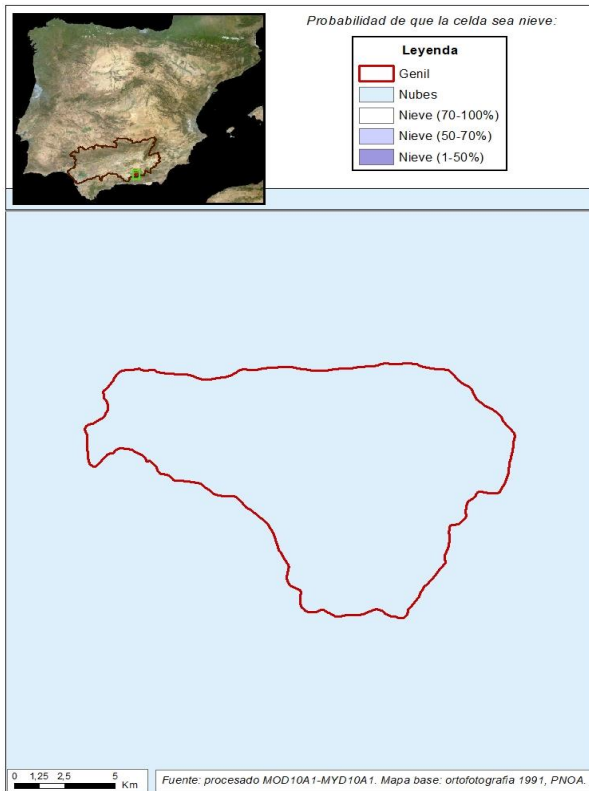 Probabilidad de que la celda sea nieve:
Leyenda
Genil
Nubes
Nieve (70-100%)
Nieve (50-70%)
Nieve (1-50%)
0 1,25 2,5 5
Km
Fuente: procesado MOD10A1-MYD10A1. Mapa base: ortofotografia 1991, PNOA.